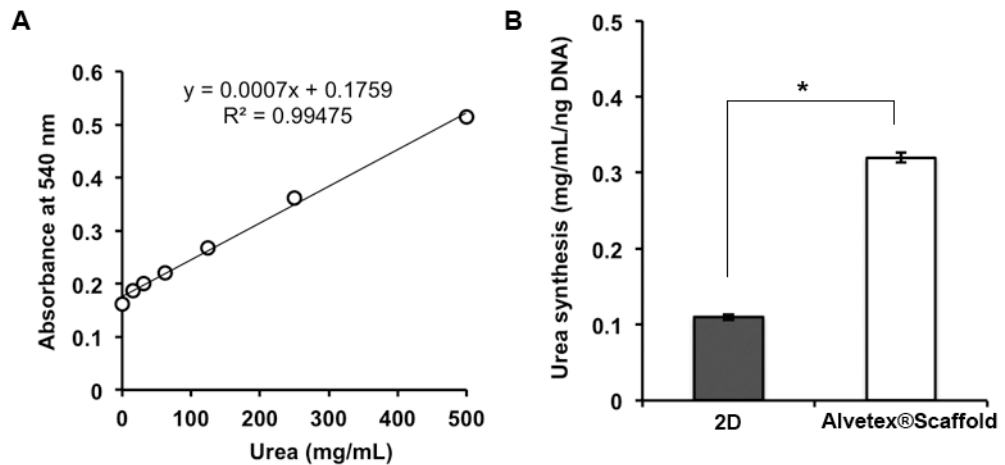 A
y = 0.0007x + 0.1759
R² = 0.99475
Absorbance at 540 nm
0.6
0.5
0.4
0.3
0.2
0.1
0
0
100
200
300
400
500
Urea (mg/mL)
B
Urea synthesis (mg/mL/ng DNA)
0.5
0.4
0.3
0.2
0.1
0
*
2D
Alvetex®Scaffold